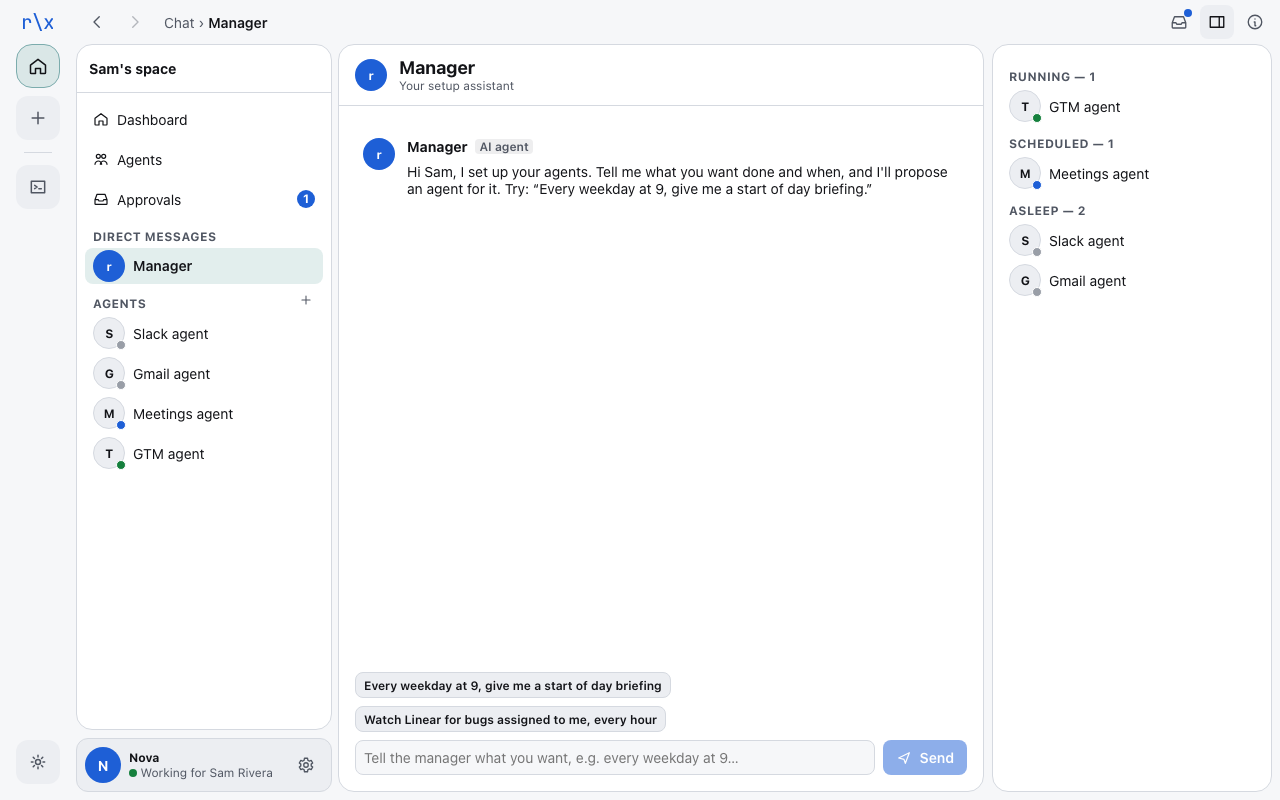 r\x
Chat › Manager
Sam's space
Dashboard
Agents
Approvals
1
DIRECT MESSAGES
r
Manager
AGENTS
S
Slack agent
G
Gmail agent
M
Meetings agent
T
GTM agent
N
Nova
Working for Sam Rivera
r
Manager
Your setup assistant
r
Manager AI agent
Hi Sam, I set up your agents. Tell me what you want done and when, and I'll propose
an agent for it. Try: “Every weekday at 9, give me a start of day briefing.”
Every weekday at 9, give me a start of day briefing
Watch Linear for bugs assigned to me, every hour
Tell the manager what you want, e.g. every weekday at 9…
Send
RUNNING — 1
T
GTM agent
SCHEDULED — 1
M
Meetings agent
ASLEEP — 2
S
Slack agent
G
Gmail agent